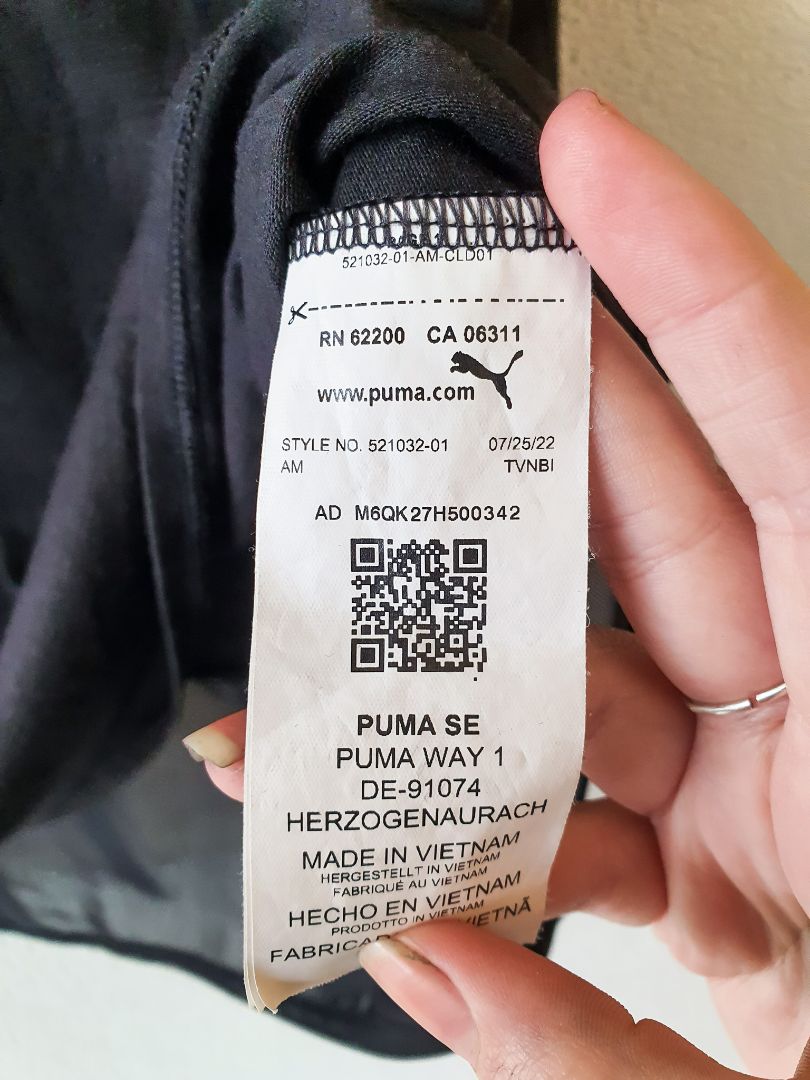 521032-01-AM-CLD01
RN 62200 CA 06311
www.puma.com
STYLE NO. 521032-01 07/25/22
AM TVNBI
AD M6QK27H500342
PUMA SE
PUMA WAY 1
DE-91074
HERZOGENAURACH
MADE IN VIETNAM
HERGESTELLT IN VIETNAM
FABRIQUÉ AU VIETNAM
HECHO EN VIETNAM
PRODOTTO IN VIETNAM